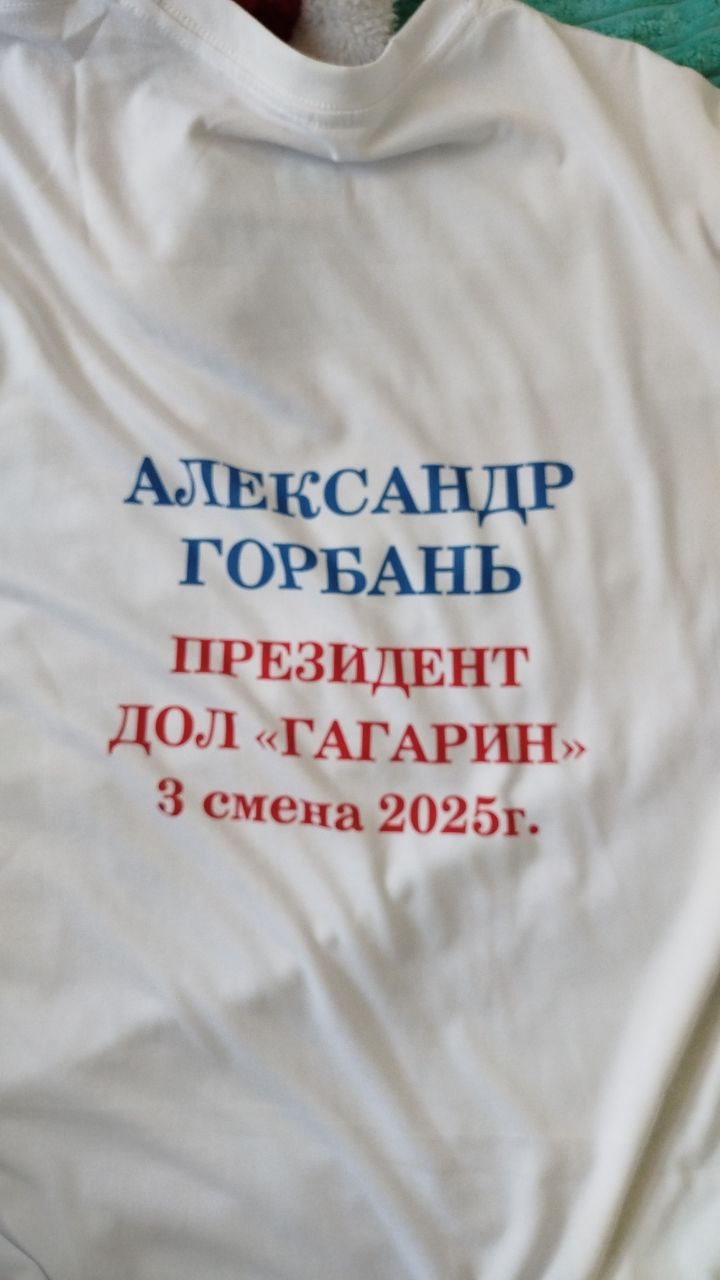 АЛЕКСАНДР
ГОРБАНЬ
ПРЕЗИДЕНТ
ДОЛ «ГАГАРИН»
3 смена 2025г.